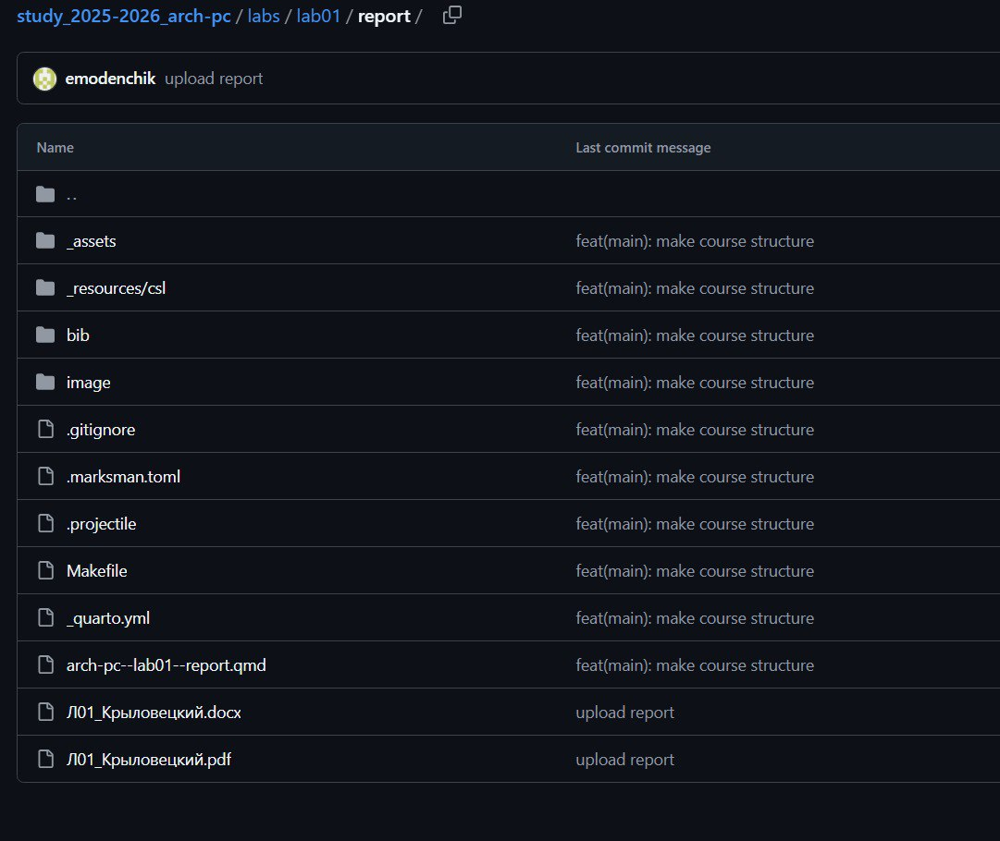 study_2025-2026_arch-pc / labs / lab01 / report /
emodenchik upload report
Name Last commit message
..
_assets feat(main): make course structure
_resources/csl feat(main): make course structure
bib feat(main): make course structure
image feat(main): make course structure
.gitignore feat(main): make course structure
.marksman.toml feat(main): make course structure
.projectile feat(main): make course structure
Makefile feat(main): make course structure
_quarto.yml feat(main): make course structure
arch-pc--lab01--report.qmd feat(main): make course structure
Л01_Крыловецкий.docx upload report
Л01_Крыловецкий.pdf upload report